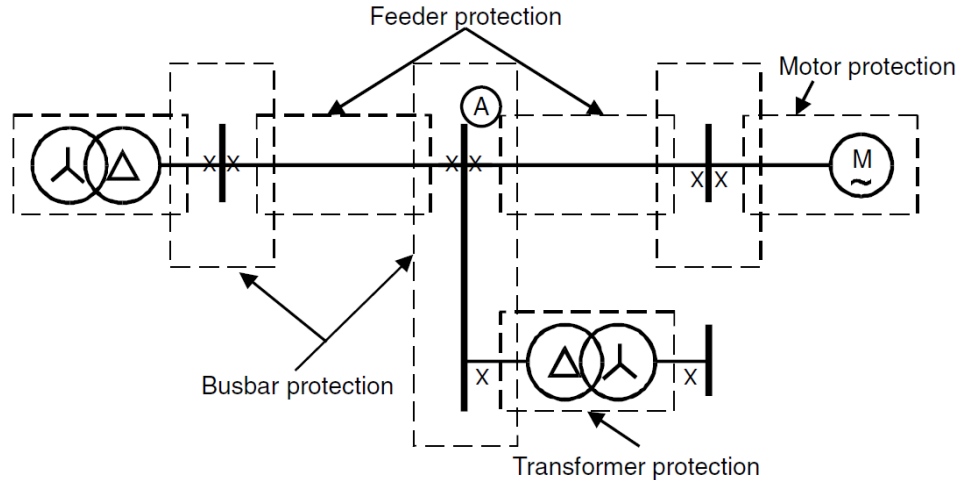 Feeder protection
Motor protection
A
X X
X X
X X
M
~
Busbar protection
X
X
Transformer protection